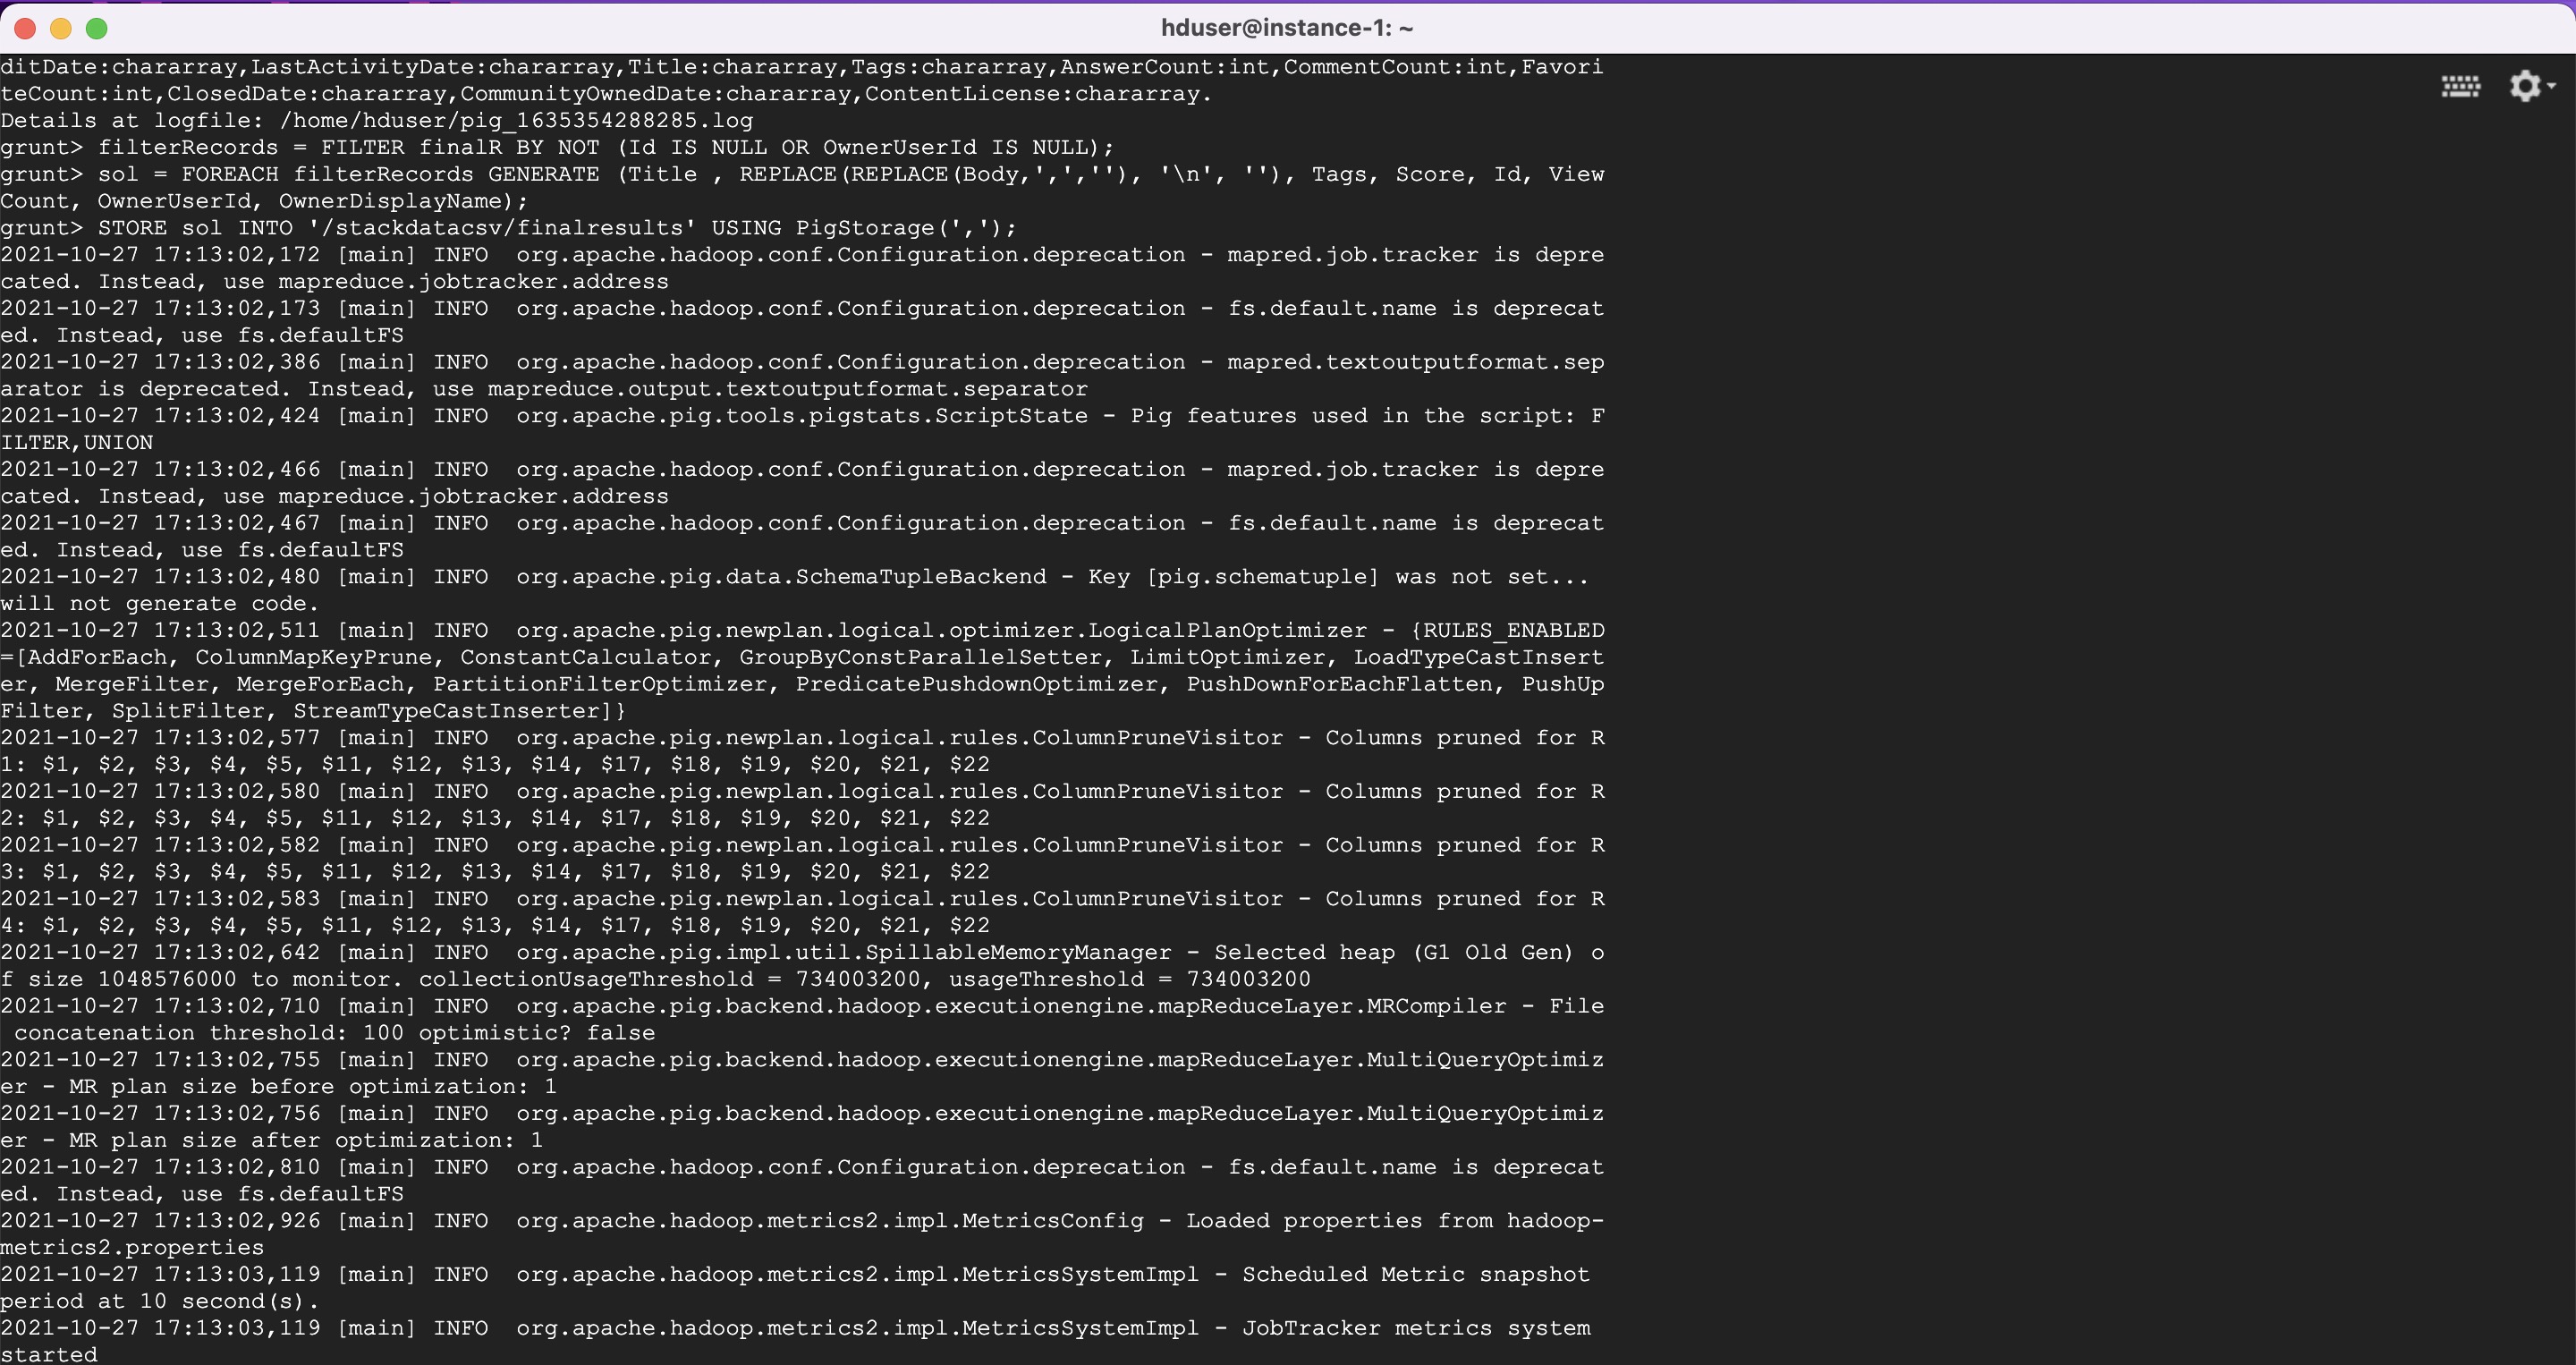 hduser@instance-1: ~
ditDate:chararray,LastActivityDate:chararray,Title:chararray,Tags:chararray,AnswerCount:int,CommentCount:int,Favori
teCount:int,ClosedDate:chararray,CommunityOwnedDate:chararray,ContentLicense:chararray.
Details at logfile: /home/hduser/pig_1635354288285.log
grunt> filterRecords = FILTER finalR BY NOT (Id IS NULL OR OwnerUserId IS NULL);
grunt> sol = FOREACH filterRecords GENERATE (Title , REPLACE(REPLACE(Body,',',''), '\n', ''), Tags, Score, Id, View
Count, OwnerUserId, OwnerDisplayName);
grunt> STORE sol INTO '/stackdatacsv/finalresults' USING PigStorage(',');
2021-10-27 17:13:02,172 [main] INFO  org.apache.hadoop.conf.Configuration.deprecation - mapred.job.tracker is depre
cated. Instead, use mapreduce.jobtracker.address
2021-10-27 17:13:02,173 [main] INFO  org.apache.hadoop.conf.Configuration.deprecation - fs.default.name is deprecat
ed. Instead, use fs.defaultFS
2021-10-27 17:13:02,386 [main] INFO  org.apache.hadoop.conf.Configuration.deprecation - mapred.textoutputformat.sep
arator is deprecated. Instead, use mapreduce.output.textoutputformat.separator
2021-10-27 17:13:02,424 [main] INFO  org.apache.pig.tools.pigstats.ScriptState - Pig features used in the script: F
ILTER,UNION
2021-10-27 17:13:02,466 [main] INFO  org.apache.hadoop.conf.Configuration.deprecation - mapred.job.tracker is depre
cated. Instead, use mapreduce.jobtracker.address
2021-10-27 17:13:02,467 [main] INFO  org.apache.hadoop.conf.Configuration.deprecation - fs.default.name is deprecat
ed. Instead, use fs.defaultFS
2021-10-27 17:13:02,480 [main] INFO  org.apache.pig.data.SchemaTupleBackend - Key [pig.schematuple] was not set...
will not generate code.
2021-10-27 17:13:02,511 [main] INFO  org.apache.pig.newplan.logical.optimizer.LogicalPlanOptimizer - {RULES_ENABLED
=[AddForEach, ColumnMapKeyPrune, ConstantCalculator, GroupByConstParallelSetter, LimitOptimizer, LoadTypeCastInsert
er, MergeFilter, MergeForEach, PartitionFilterOptimizer, PredicatePushdownOptimizer, PushDownForEachFlatten, PushUp
Filter, SplitFilter, StreamTypeCastInserter]}
2021-10-27 17:13:02,577 [main] INFO  org.apache.pig.newplan.logical.rules.ColumnPruneVisitor - Columns pruned for R
1: $1, $2, $3, $4, $5, $11, $12, $13, $14, $17, $18, $19, $20, $21, $22
2021-10-27 17:13:02,580 [main] INFO  org.apache.pig.newplan.logical.rules.ColumnPruneVisitor - Columns pruned for R
2: $1, $2, $3, $4, $5, $11, $12, $13, $14, $17, $18, $19, $20, $21, $22
2021-10-27 17:13:02,582 [main] INFO  org.apache.pig.newplan.logical.rules.ColumnPruneVisitor - Columns pruned for R
3: $1, $2, $3, $4, $5, $11, $12, $13, $14, $17, $18, $19, $20, $21, $22
2021-10-27 17:13:02,583 [main] INFO  org.apache.pig.newplan.logical.rules.ColumnPruneVisitor - Columns pruned for R
4: $1, $2, $3, $4, $5, $11, $12, $13, $14, $17, $18, $19, $20, $21, $22
2021-10-27 17:13:02,642 [main] INFO  org.apache.pig.impl.util.SpillableMemoryManager - Selected heap (G1 Old Gen) o
f size 1048576000 to monitor. collectionUsageThreshold = 734003200, usageThreshold = 734003200
2021-10-27 17:13:02,710 [main] INFO  org.apache.pig.backend.hadoop.executionengine.mapReduceLayer.MRCompiler - File
 concatenation threshold: 100 optimistic? false
2021-10-27 17:13:02,755 [main] INFO  org.apache.pig.backend.hadoop.executionengine.mapReduceLayer.MultiQueryOptimiz
er - MR plan size before optimization: 1
2021-10-27 17:13:02,756 [main] INFO  org.apache.pig.backend.hadoop.executionengine.mapReduceLayer.MultiQueryOptimiz
er - MR plan size after optimization: 1
2021-10-27 17:13:02,810 [main] INFO  org.apache.hadoop.conf.Configuration.deprecation - fs.default.name is deprecat
ed. Instead, use fs.defaultFS
2021-10-27 17:13:02,926 [main] INFO  org.apache.hadoop.metrics2.impl.MetricsConfig - Loaded properties from hadoop-
metrics2.properties
2021-10-27 17:13:03,119 [main] INFO  org.apache.hadoop.metrics2.impl.MetricsSystemImpl - Scheduled Metric snapshot
period at 10 second(s).
2021-10-27 17:13:03,119 [main] INFO  org.apache.hadoop.metrics2.impl.MetricsSystemImpl - JobTracker metrics system
started